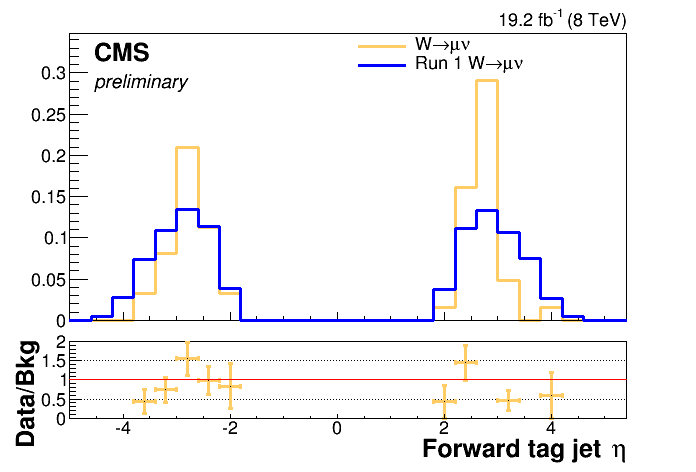 19.2 fb⁻¹ (8 TeV)
CMS
preliminary
W→μν
Run 1 W→μν
0.3
0.25
0.2
0.15
0.1
0.05
0
2
1.5
1
0.5
0
Data/Bkg
-4 -2 0 2 4
Forward tag jet η